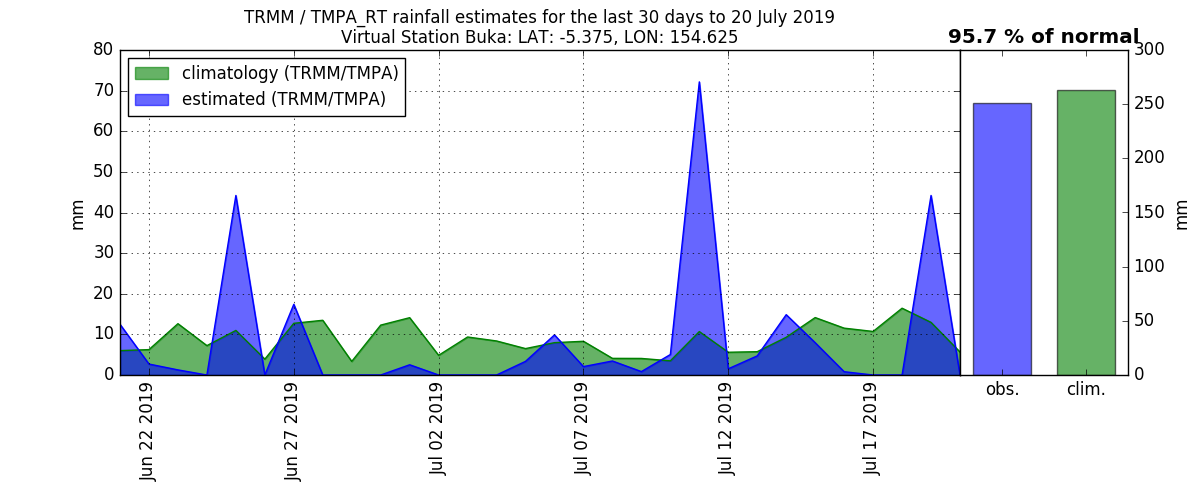 TRMM / TMPA_RT rainfall estimates for the last 30 days to 20 July 2019
Virtual Station Buka: LAT: -5.375, LON: 154.625
95.7 % of normal
climatology (TRMM/TMPA)
estimated (TRMM/TMPA)
80
70
60
50
40
30
20
10
0
mm
Jun 22 2019
Jun 27 2019
Jul 02 2019
Jul 07 2019
Jul 12 2019
Jul 17 2019
obs.
clim.
300
250
200
150
100
50
0
mm